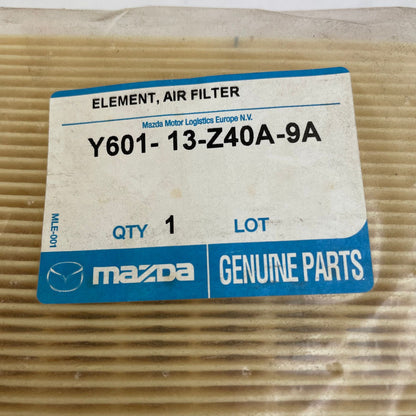 ELEMENT, AIR FILTER
Mazda Motor Logistics Europe N.V.
Y601- 13-Z40A-9A
MLE-001
QTY 1 LOT
mazda GENUINE PARTS